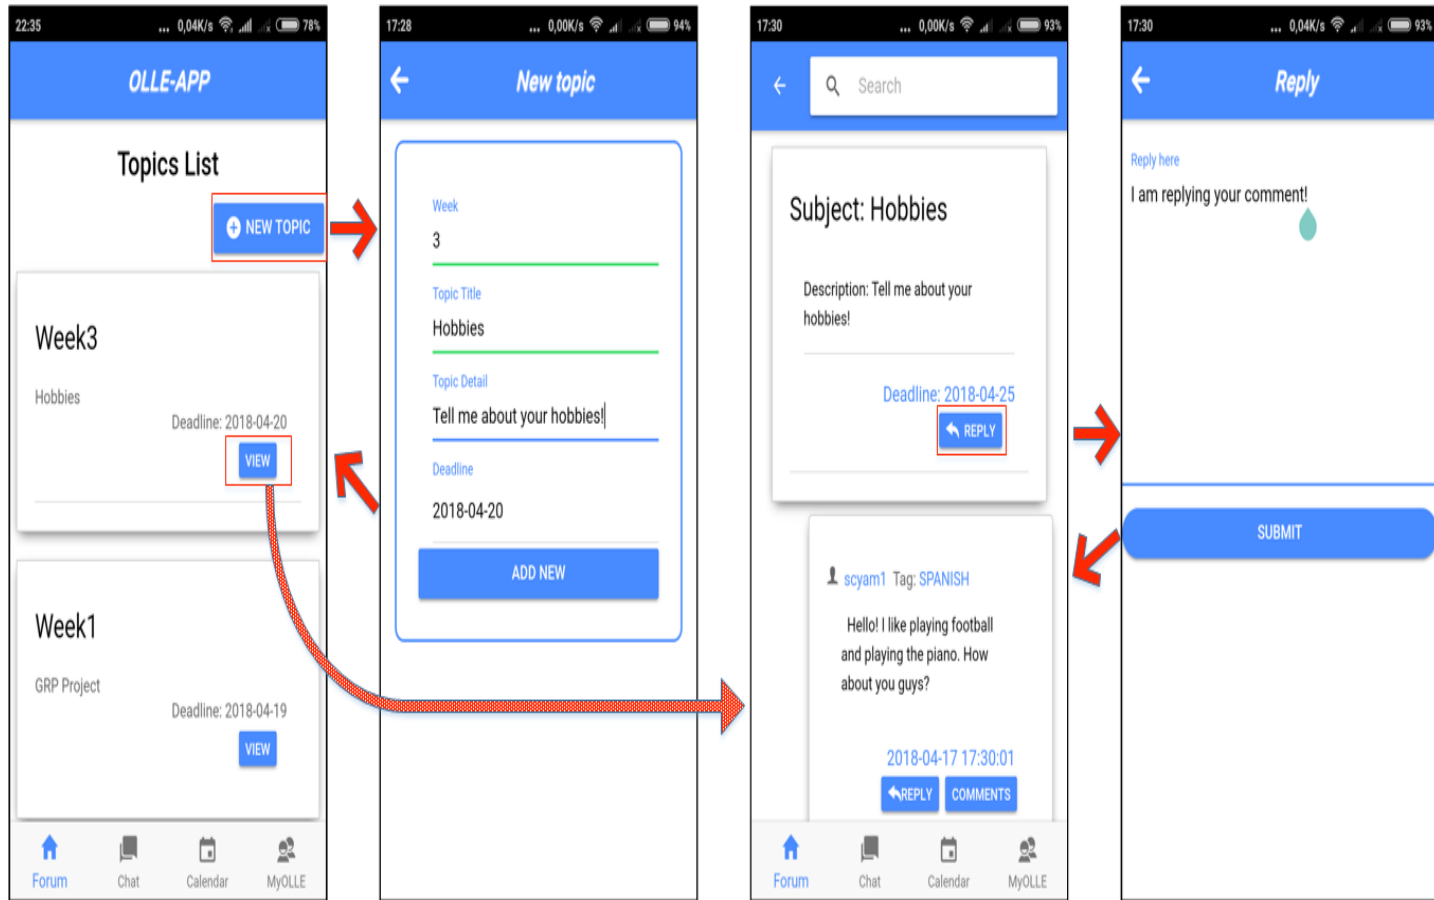 22:35
... 0,04K/s 78%
OLLE-APP
Topics List
NEW TOPIC
Week3
Hobbies
Deadline: 2018-04-20
VIEW
Week1
GRP Project
Deadline: 2018-04-19
VIEW
Forum Chat Calendar MyOLLE
17:28
... 0,00K/s 94%
New topic
Week
3
Topic Title
Hobbies
Topic Detail
Tell me about your hobbies!
Deadline
2018-04-20
ADD NEW
17:30
... 0,00K/s 93%
Search
Subject: Hobbies
Description: Tell me about your
hobbies!
Deadline: 2018-04-25
REPLY
scyam1 Tag: SPANISH
Hello! I like playing football
and playing the piano. How
about you guys?
2018-04-17 17:30:01
REPLY COMMENTS
Forum Chat Calendar MyOLLE
17:30
... 0,04K/s 93%
Reply
Reply here
I am replying your comment!
SUBMIT